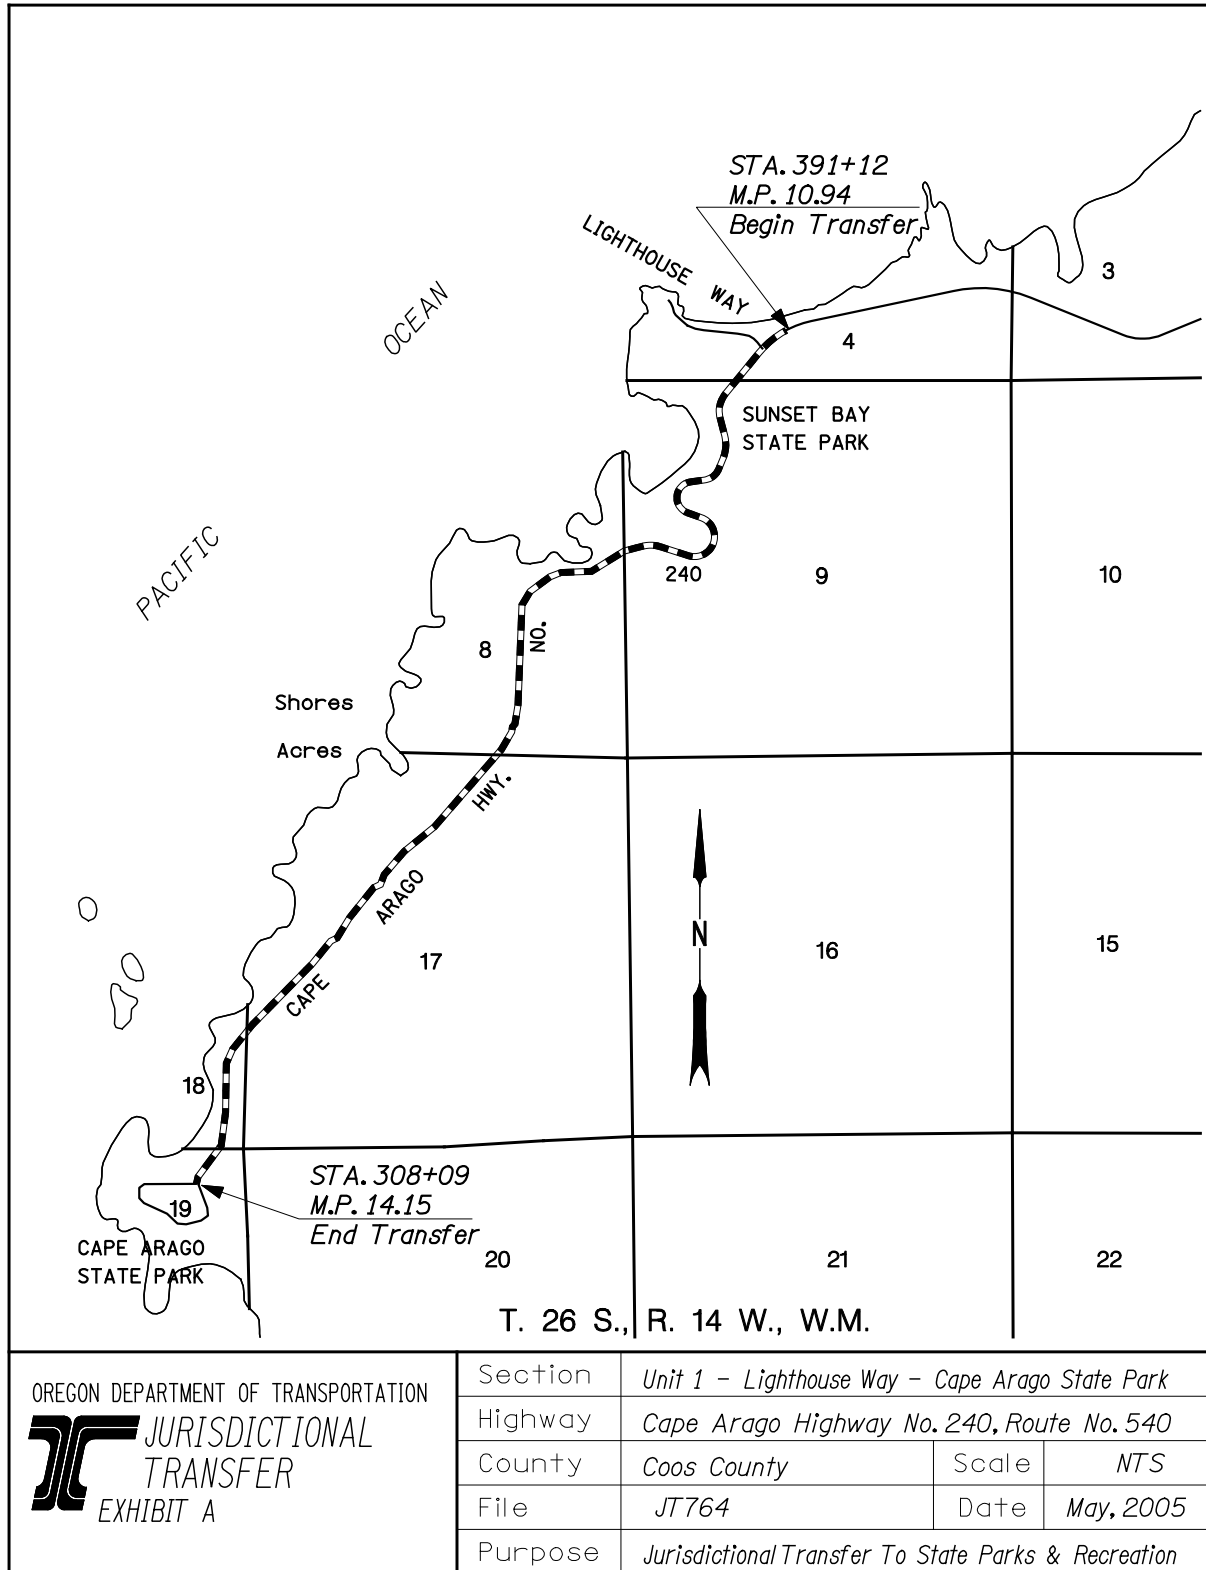 STA. 391+12
M.P. 10.94
Begin Transfer
LIGHTHOUSE WAY
3
OCEAN
4
SUNSET BAY
STATE PARK
PACIFIC
240
9
10
8
NO.
Shores
Acres
HWY.
ARAGO
N
17
16
15
CAPE
18
STA. 308+09
M.P. 14.15
End Transfer
19
CAPE ARAGO
STATE PARK
20
21
22
T. 26 S., R. 14 W., W.M.
OREGON DEPARTMENT OF TRANSPORTATION
JURISDICTIONAL
TRANSFER
EXHIBIT A
Section Unit 1 - Lighthouse Way - Cape Arago State Park
Highway Cape Arago Highway No. 240, Route No. 540
County Coos County Scale NTS
File JT764 Date May, 2005
Purpose Jurisdictional Transfer To State Parks & Recreation